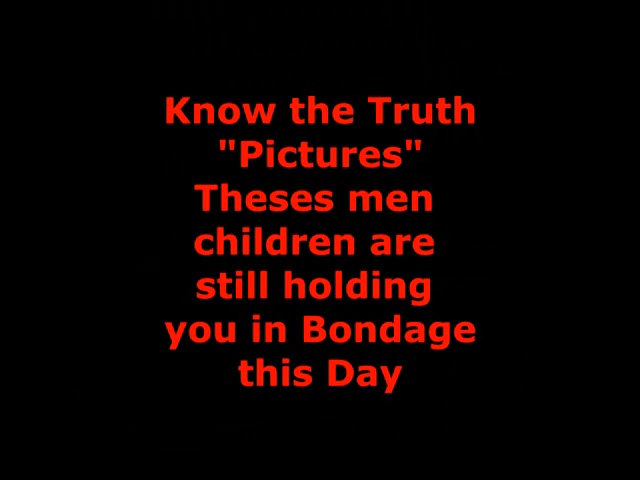 Know the Truth
"Pictures"
Theses men
children are
still holding
you in Bondage
this Day